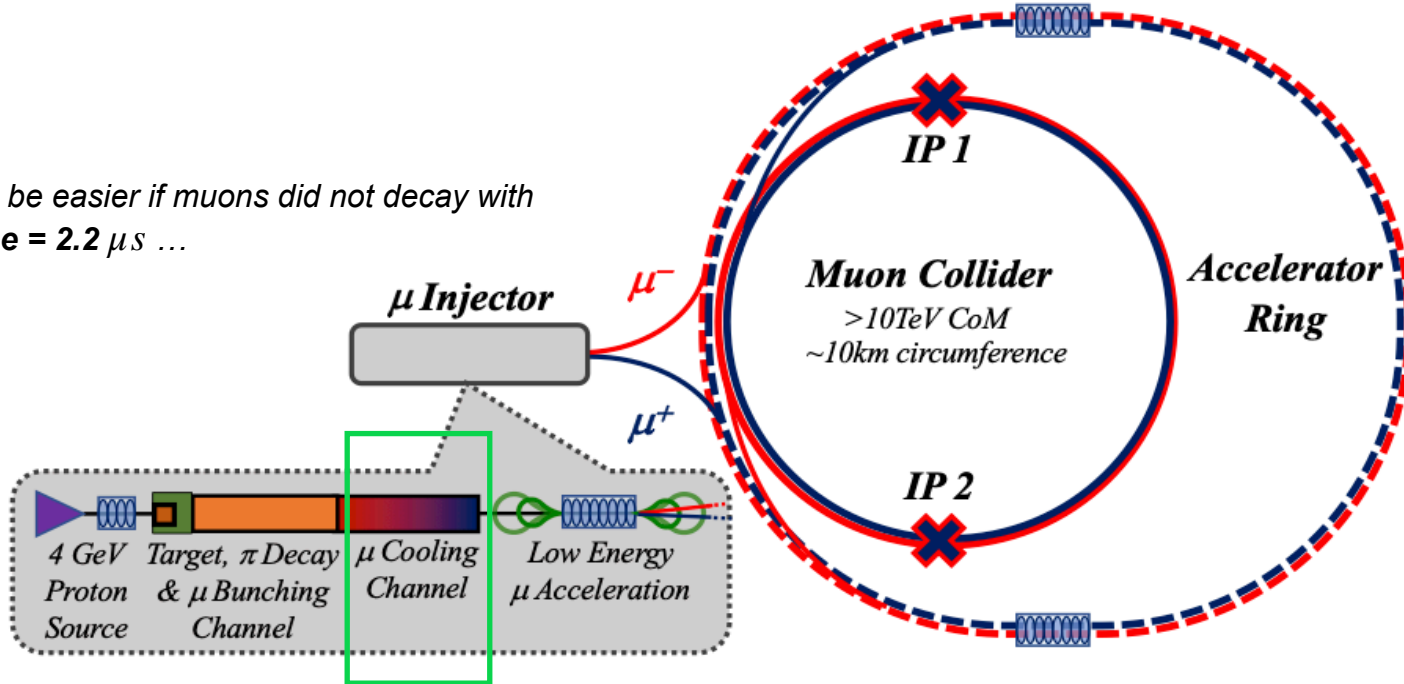 be easier if muons did not decay with
e = 2.2 μs ...
μ Injector
μ⁻
μ⁺
IP 1
Muon Collider
>10TeV CoM
~10km circumference
IP 2
Accelerator
Ring
4 GeV
Proton
Source
Target, π Decay
& μ Bunching
Channel
μ Cooling
Channel
Low Energy
μ Acceleration